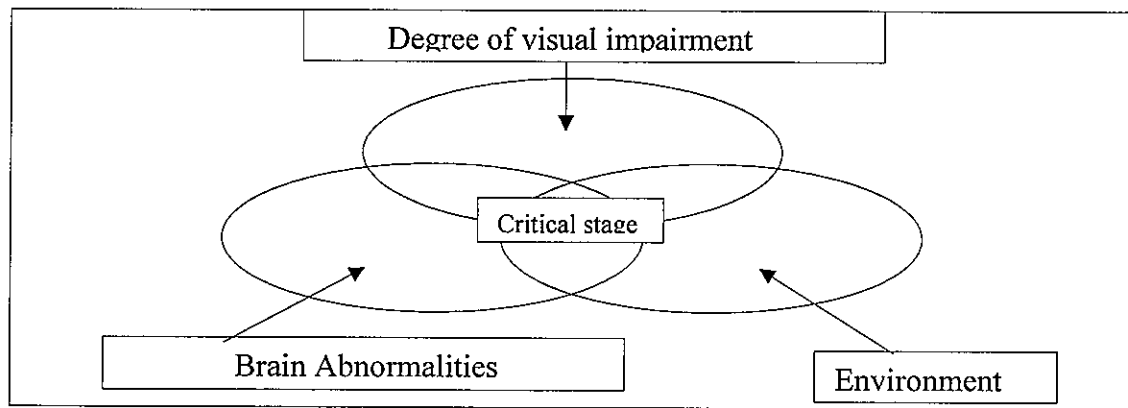 Degree of visual impairment
Critical stage
Brain Abnormalities
Environment